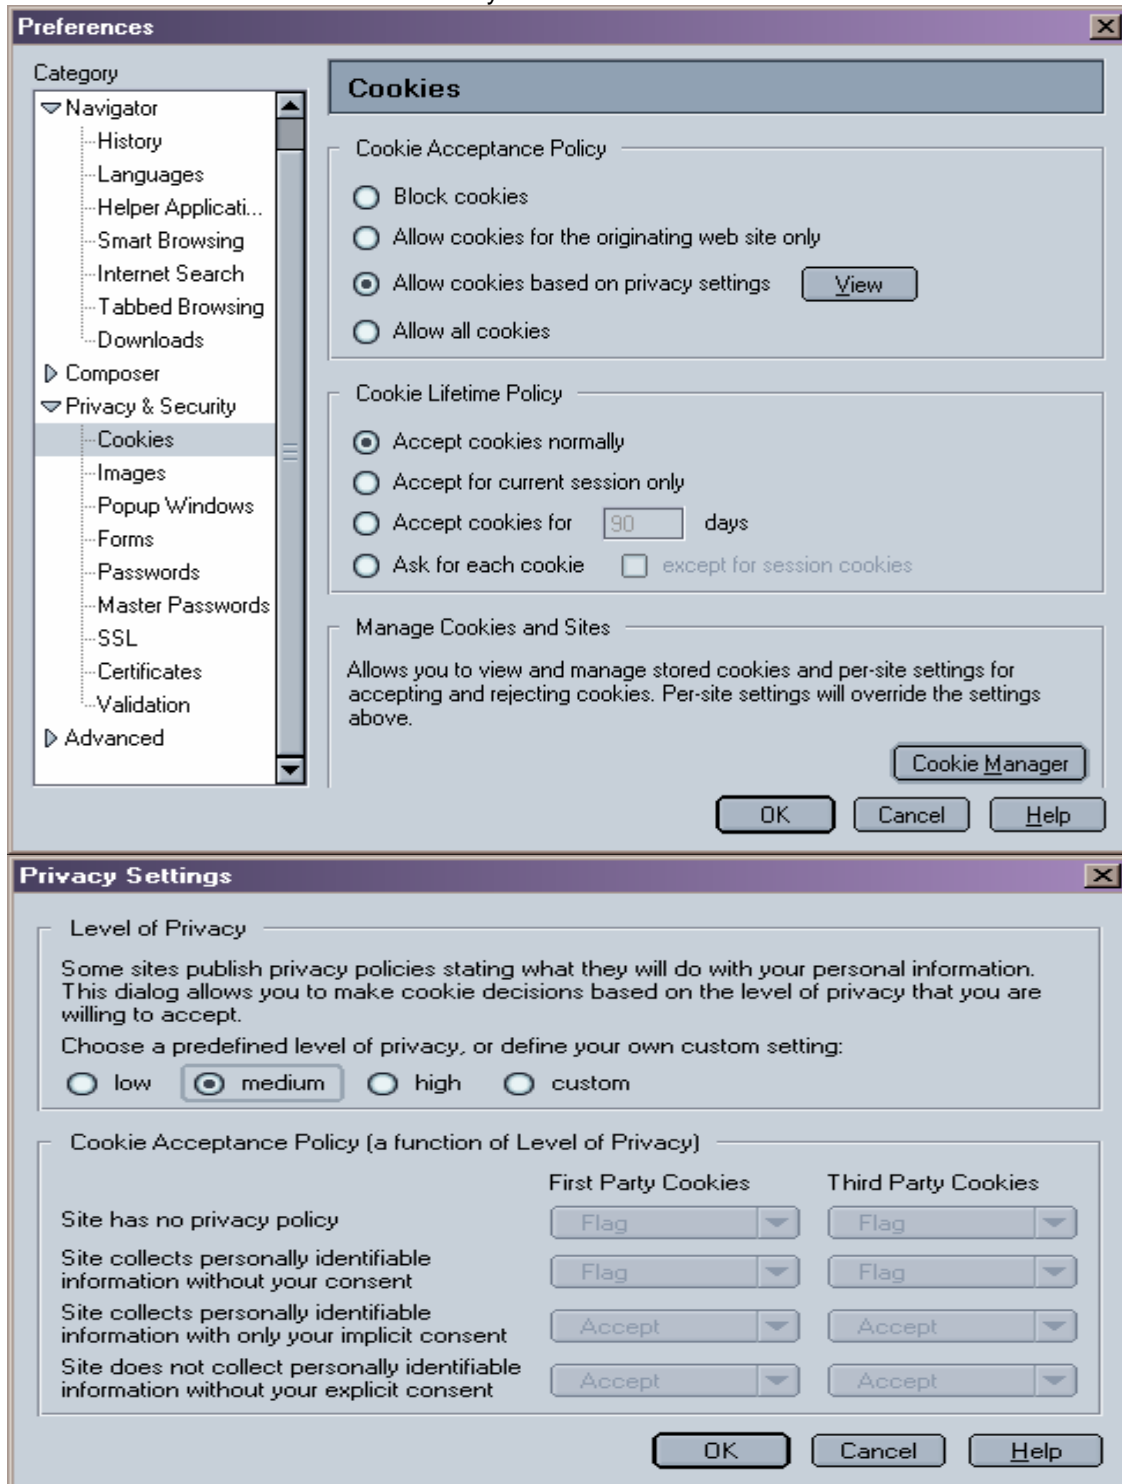 Preferences
Category
Navigator
History
Languages
Helper Applicati...
Smart Browsing
Internet Search
Tabbed Browsing
Downloads
Composer
Privacy & Security
Cookies
Images
Popup Windows
Forms
Passwords
Master Passwords
SSL
Certificates
Validation
Advanced
Cookies
Cookie Acceptance Policy
Block cookies
Allow cookies for the originating web site only
Allow cookies based on privacy settings View
Allow all cookies
Cookie Lifetime Policy
Accept cookies normally
Accept for current session only
Accept cookies for 90 days
Ask for each cookie except for session cookies
Manage Cookies and Sites
Allows you to view and manage stored cookies and per-site settings for
accepting and rejecting cookies. Per-site settings will override the settings
above.
Cookie Manager
OK Cancel Help
Privacy Settings
Level of Privacy
Some sites publish privacy policies stating what they will do with your personal information.
This dialog allows you to make cookie decisions based on the level of privacy that you are
willing to accept.
Choose a predefined level of privacy, or define your own custom setting:
low medium high custom
Cookie Acceptance Policy (a function of Level of Privacy)
First Party Cookies Third Party Cookies
Site has no privacy policy Flag Flag
Site collects personally identifiable
information without your consent Flag Flag
Site collects personally identifiable
information with only your implicit consent Accept Accept
Site does not collect personally identifiable
information without your explicit consent Accept Accept
OK Cancel Help